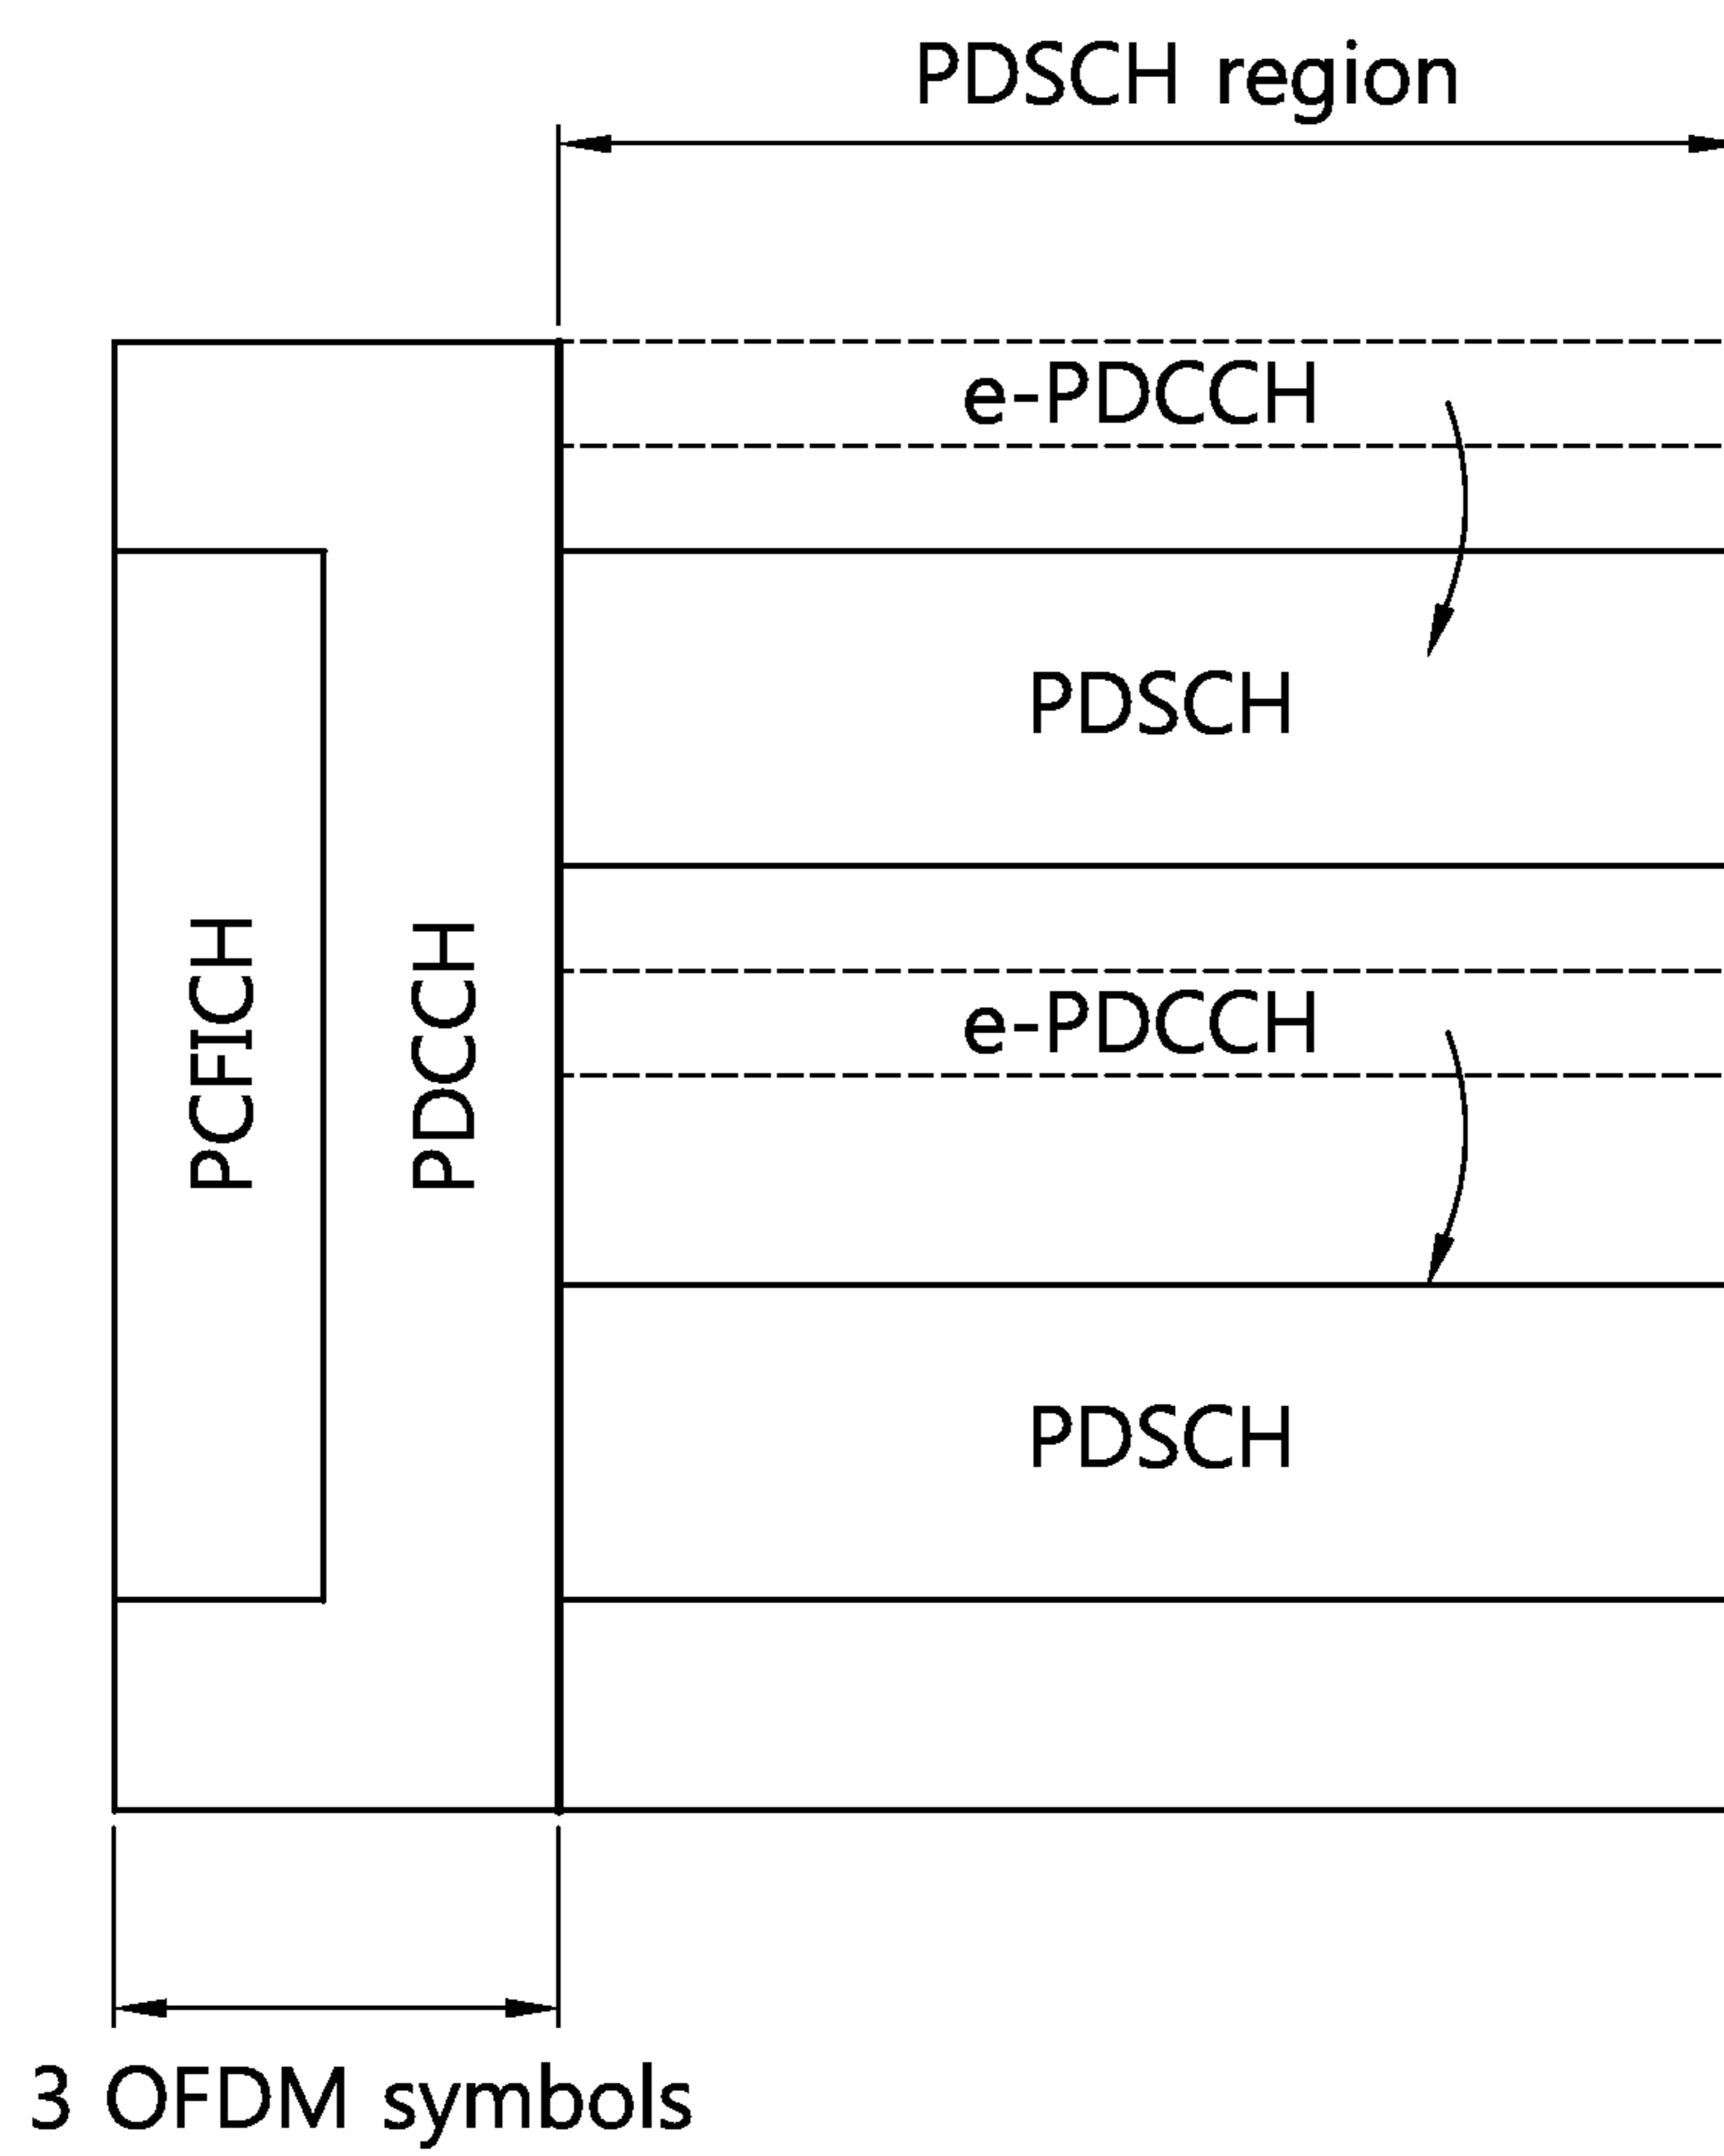 PDSCH region
e-PDCCH
PDSCH
PCFICH
PDCCH
e-PDCCH
PDSCH
3 OFDM symbols